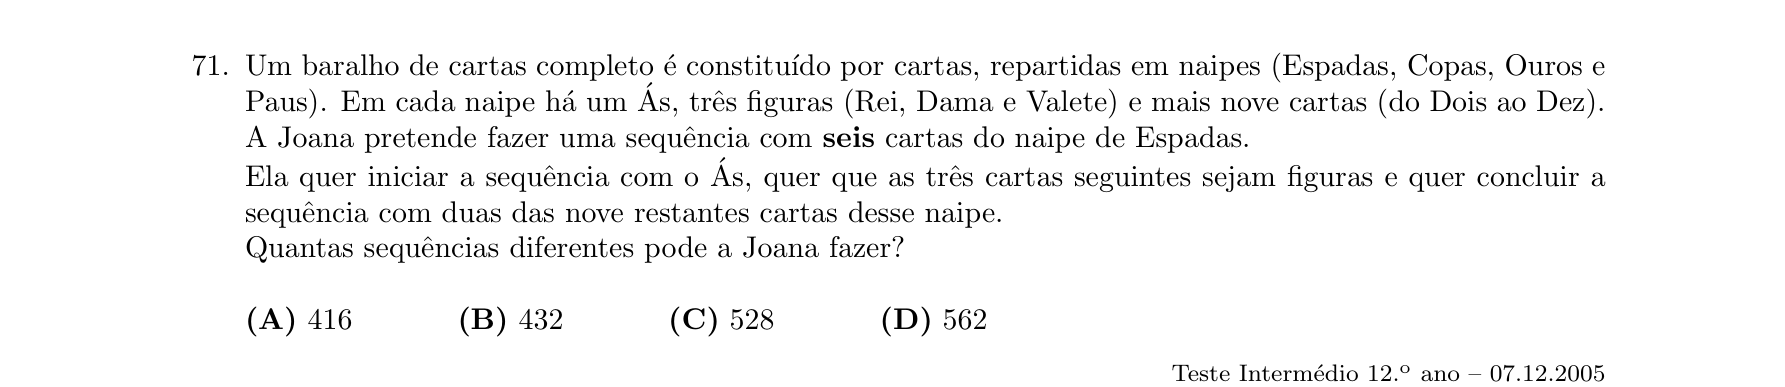 71. Um baralho de cartas completo é constituído por cartas, repartidas em naipes (Espadas, Copas, Ouros e
Paus). Em cada naipe há um Ás, três figuras (Rei, Dama e Valete) e mais nove cartas (do Dois ao Dez).
A Joana pretende fazer uma sequência com seis cartas do naipe de Espadas.
Ela quer iniciar a sequência com o Ás, quer que as três cartas seguintes sejam figuras e quer concluir a
sequência com duas das nove restantes cartas desse naipe.
Quantas sequências diferentes pode a Joana fazer?
(A) 416 (B) 432 (C) 528 (D) 562
Teste Intermédio 12.º ano – 07.12.2005